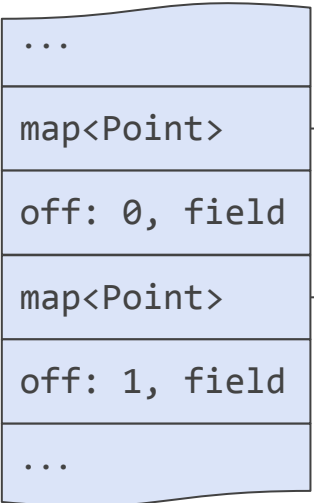 ...
map<Point>
off: 0, field
map<Point>
off: 1, field
...